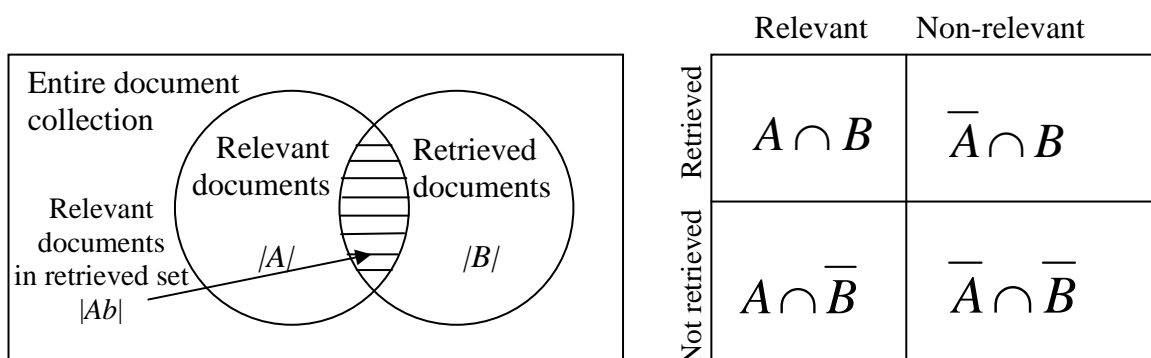 Entire document
collection
Relevant
documents
Retrieved
documents
Relevant
documents
in retrieved set
|Ab|
|A|
|B|
Relevant Non-relevant
Retrieved
A ∩ B
A̅ ∩ B
Not retrieved
A ∩ B̅
A̅ ∩ B̅